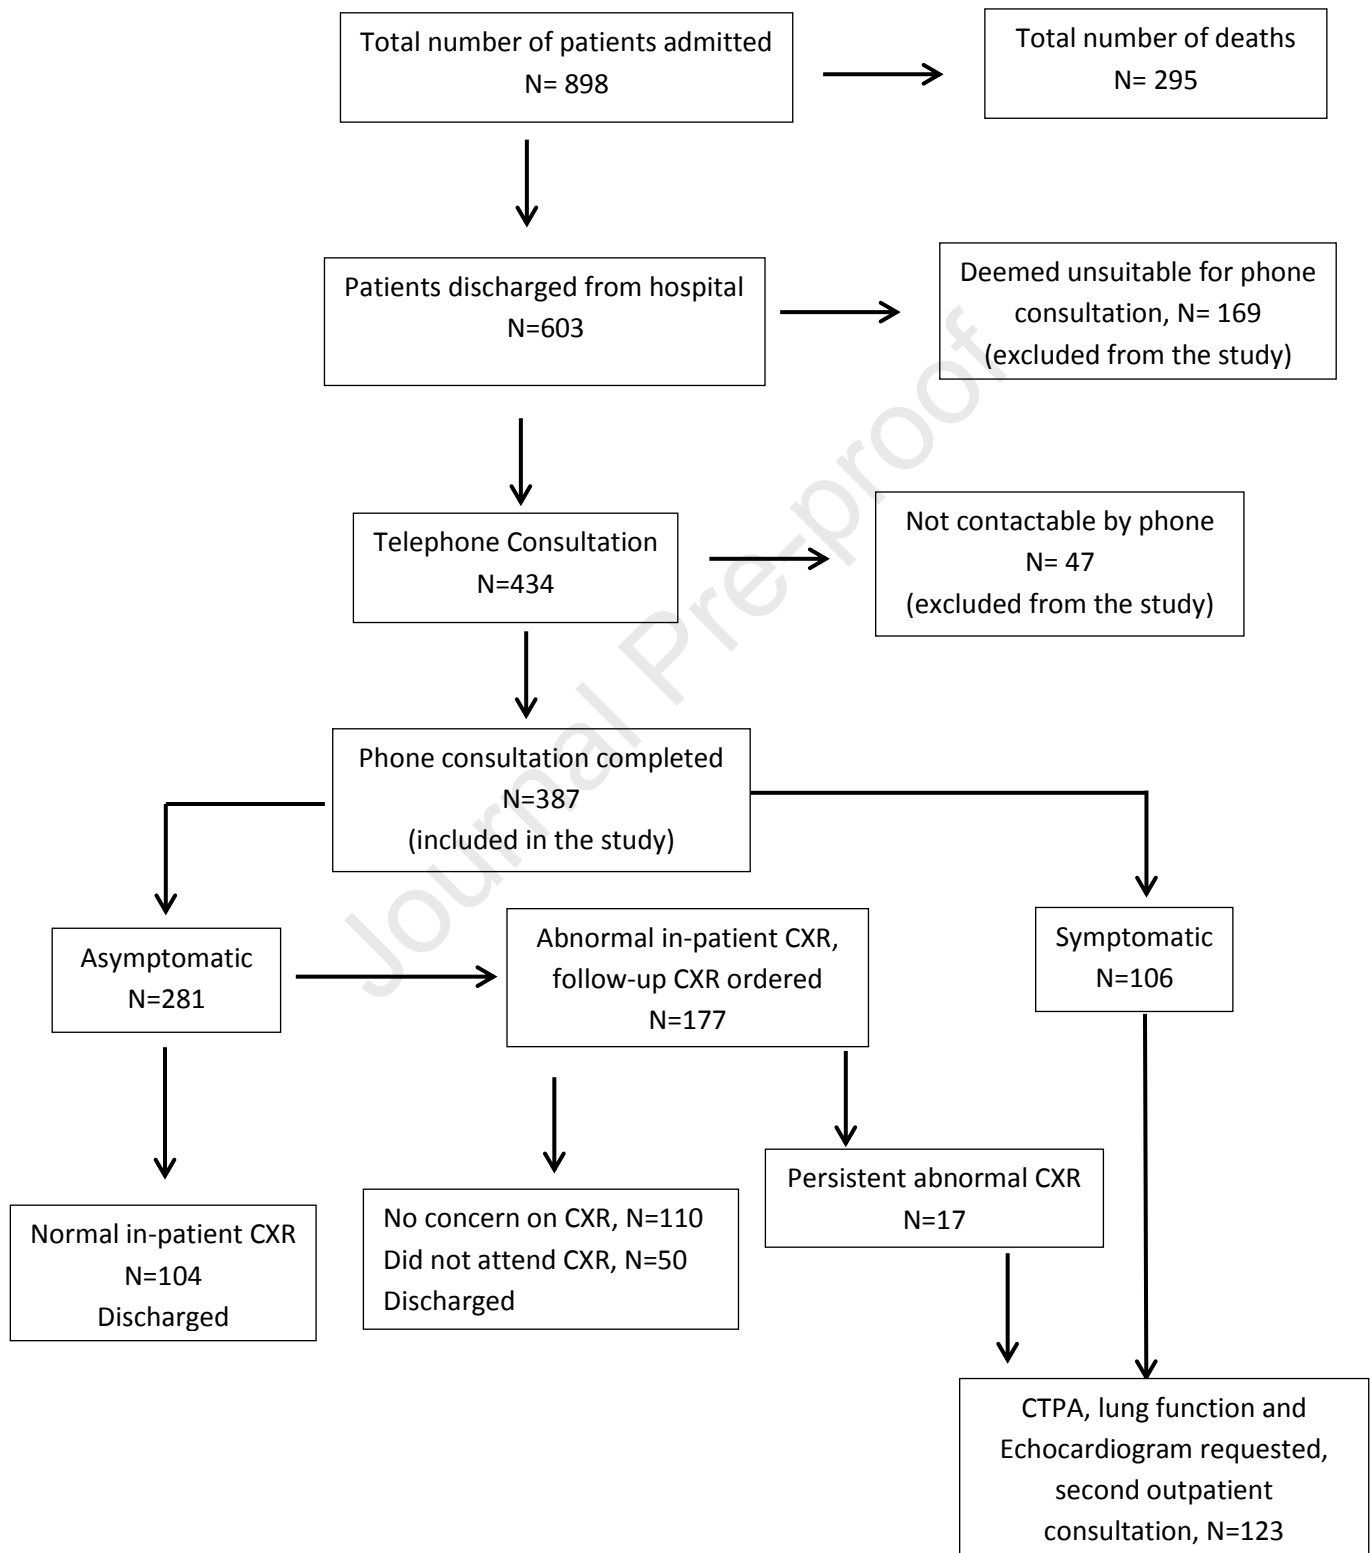 Total number of patients admitted
N= 898
Total number of deaths
N= 295
Patients discharged from hospital
N=603
Deemed unsuitable for phone
consultation, N= 169
(excluded from the study)
Telephone Consultation
N=434
Not contactable by phone
N= 47
(excluded from the study)
Phone consultation completed
N=387
(included in the study)
Asymptomatic
N=281
Abnormal in-patient CXR,
follow-up CXR ordered
N=177
Symptomatic
N=106
Normal in-patient CXR
N=104
Discharged
No concern on CXR, N=110
Did not attend CXR, N=50
Discharged
Persistent abnormal CXR
N=17
CTPA, lung function and
Echocardiogram requested,
second outpatient
consultation, N=123
Journal Pre-proof